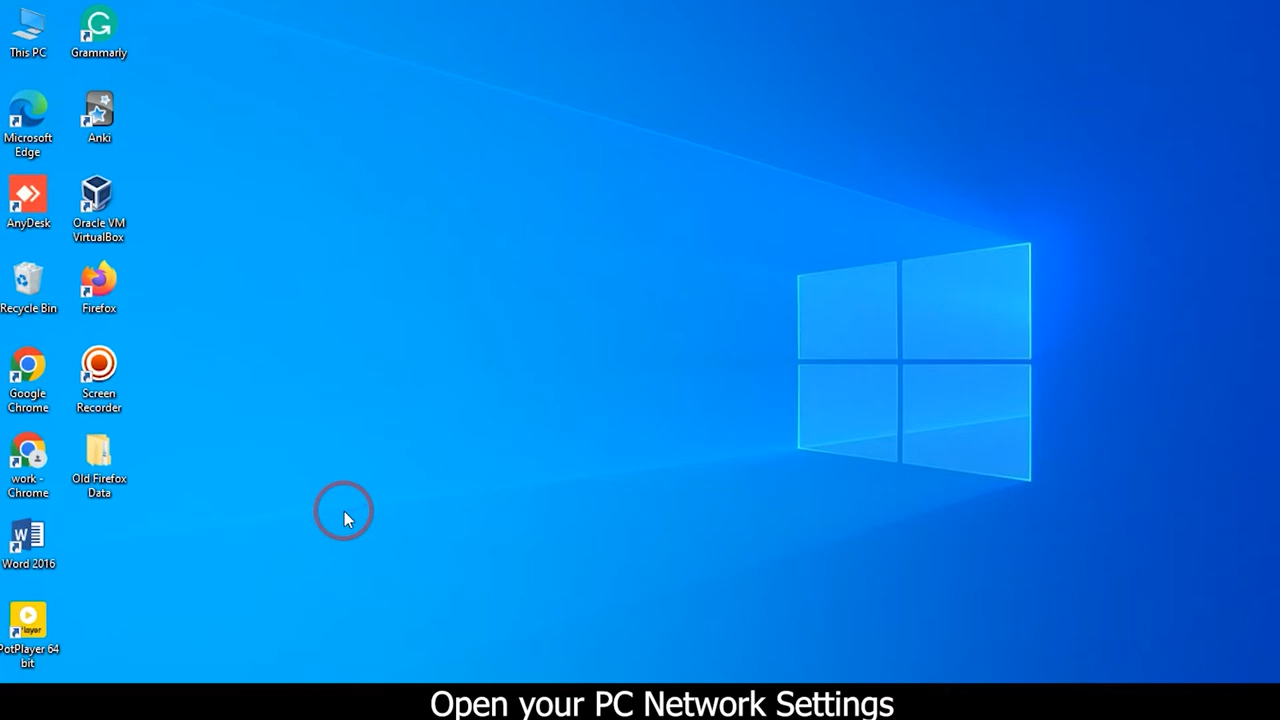 This PC
Grammarly
Microsoft
Edge
Anki
AnyDesk
Oracle VM
VirtualBox
Recycle Bin
Firefox
Google
Chrome
Screen
Recorder
work -
Chrome
Old Firefox
Data
Word 2016
PotPlayer 64
bit
Open your PC Network Settings